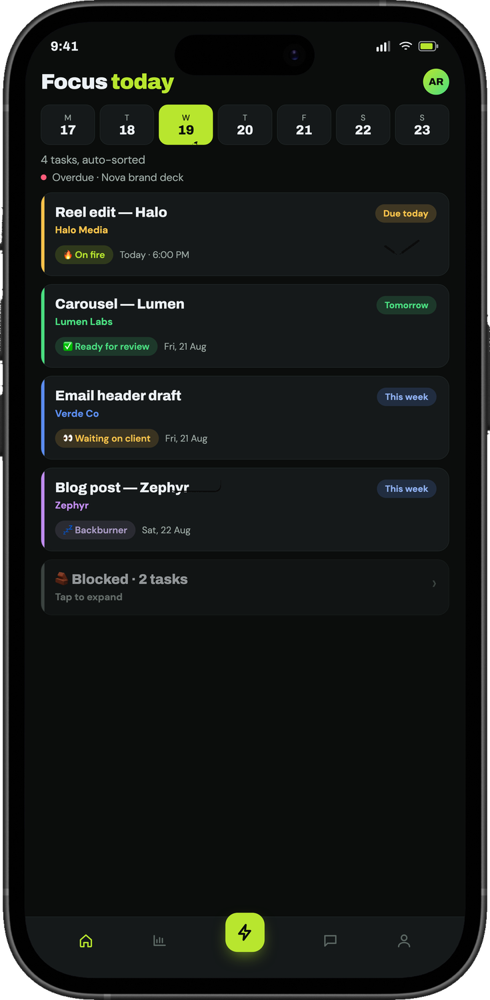 9:41
Focus today
AR
M T W T F S S
17 18 19 20 21 22 23
4 tasks, auto-sorted
Overdue · Nova brand deck
Reel edit — Halo
Due today
Halo Media
🔥 On fire Today · 6:00 PM
Carousel — Lumen
Tomorrow
Lumen Labs
✅ Ready for review Fri, 21 Aug
Email header draft
This week
Verde Co
👀 Waiting on client Fri, 21 Aug
Blog post — Zephyr
This week
Zephyr
💤 Backburner Sat, 22 Aug
🧱 Blocked · 2 tasks
Tap to expand